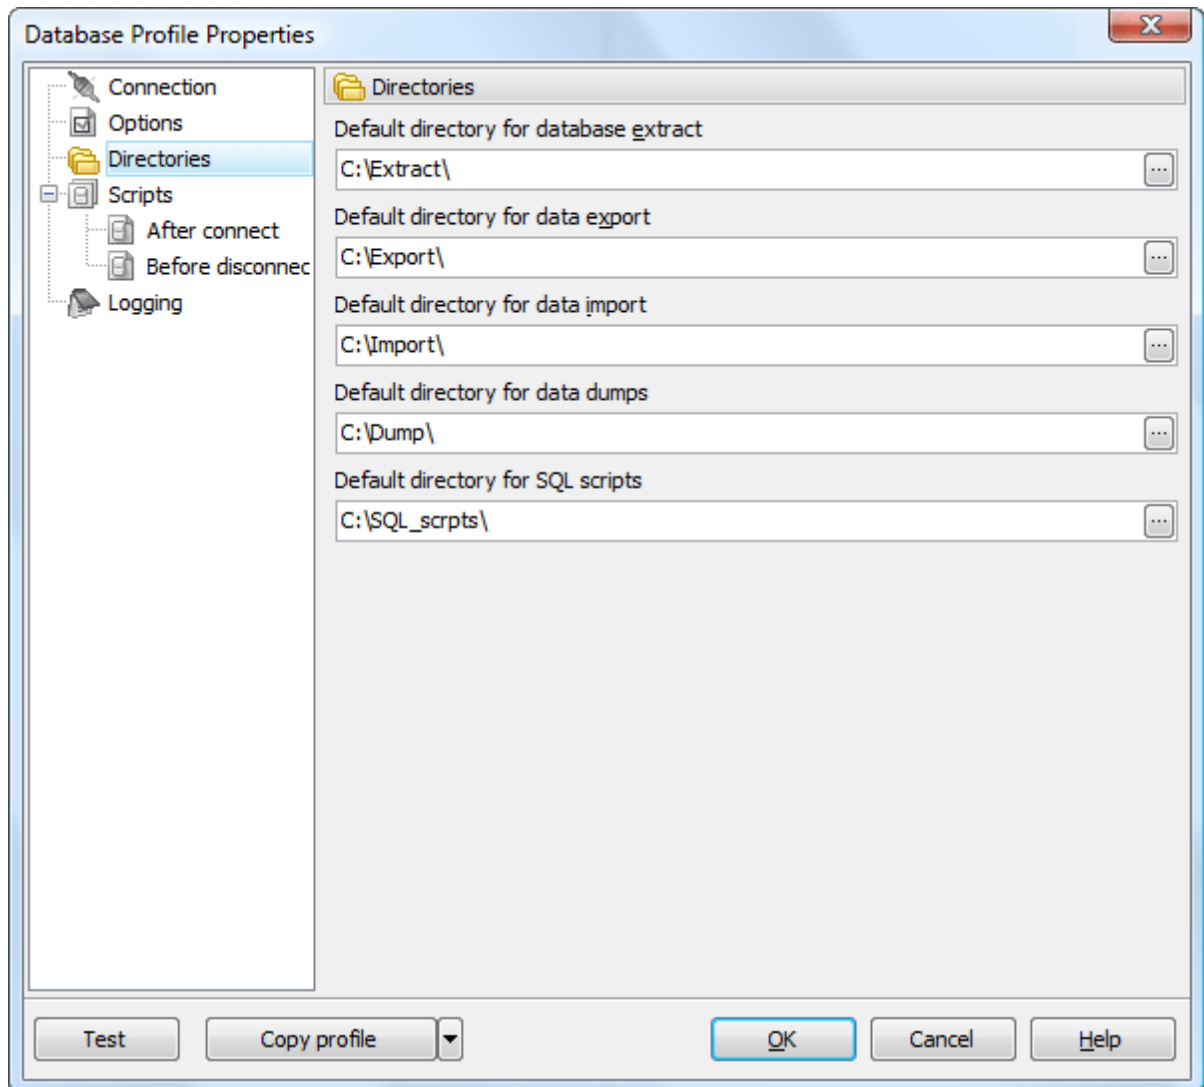 Database Profile Properties
Connection
Options
Directories
Scripts
After connect
Before disconnec
Logging
Directories
Default directory for database extract
C:\Extract\
...
Default directory for data export
C:\Export\
...
Default directory for data import
C:\Import\
...
Default directory for data dumps
C:\Dump\
...
Default directory for SQL scripts
C:\SQL_scrpts\
...
Test
Copy profile
OK
Cancel
Help